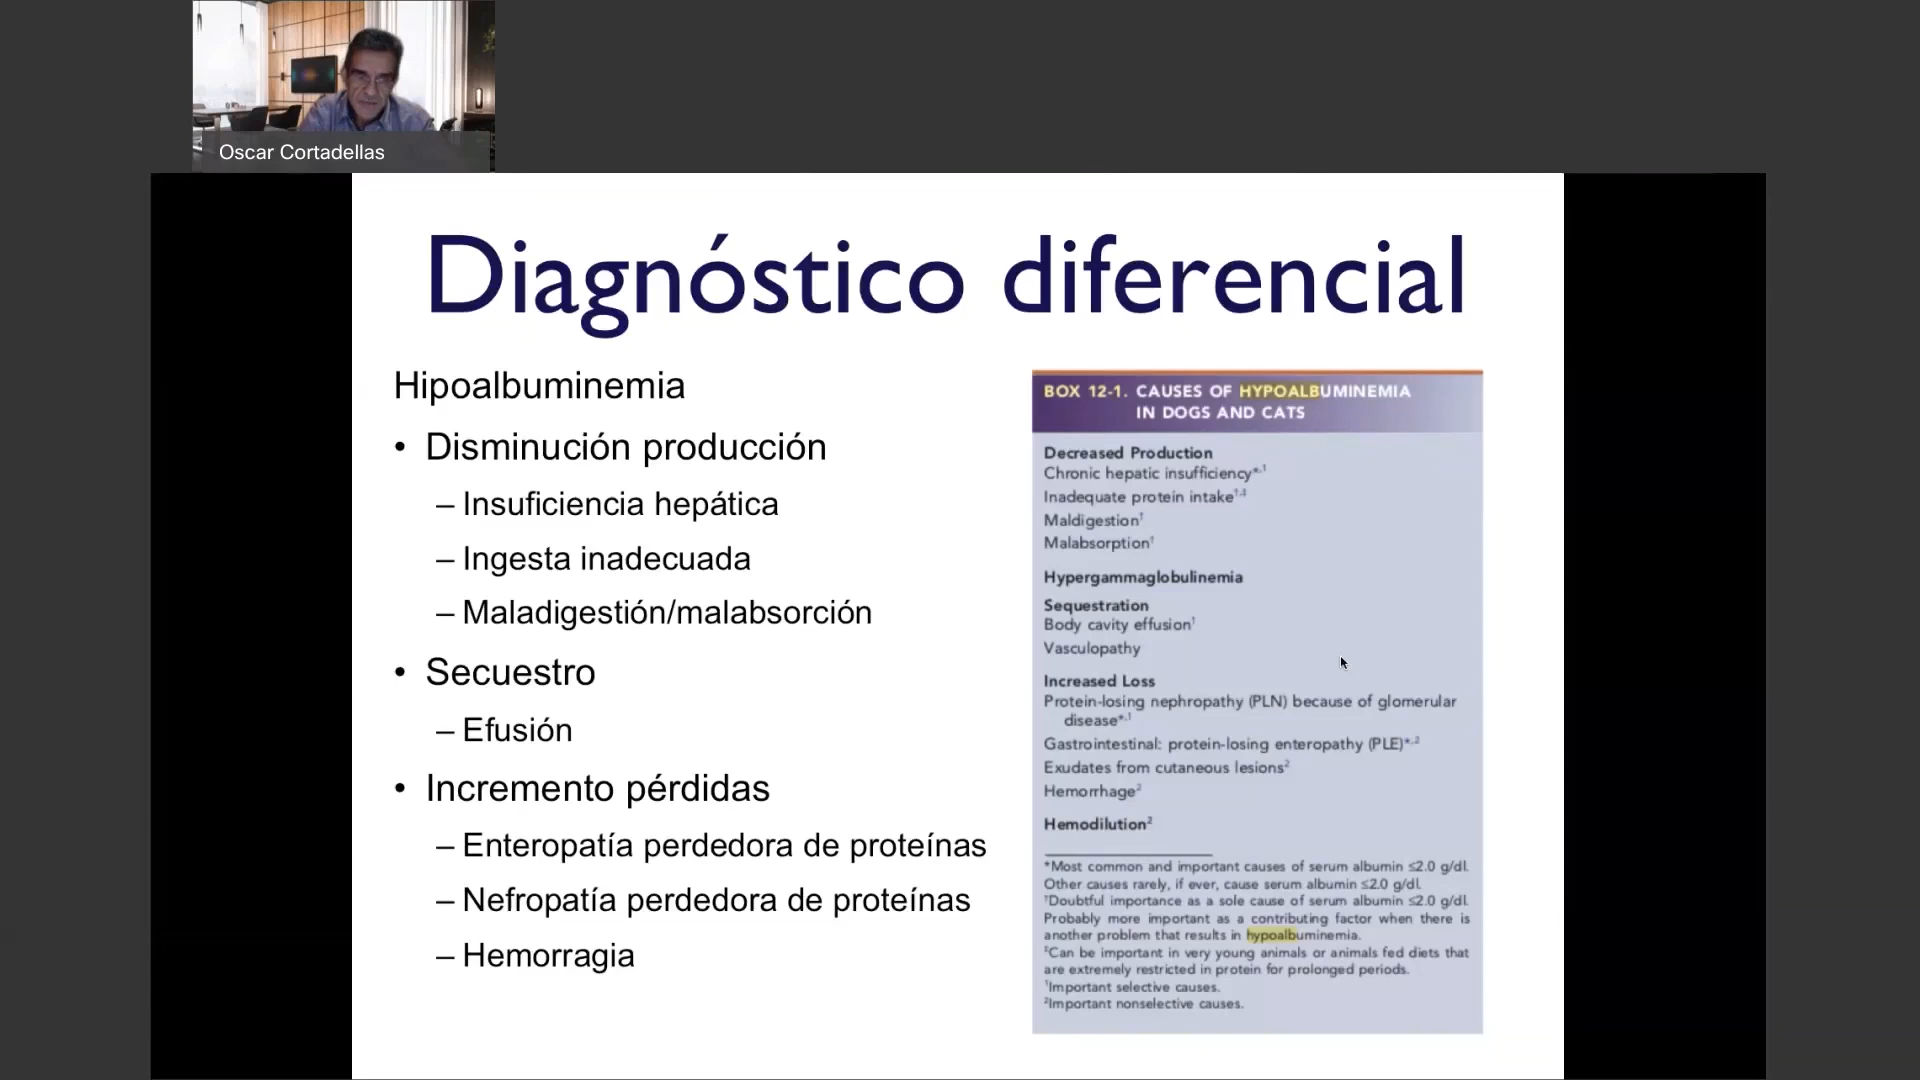 Oscar Cortadellas
Diagnóstico diferencial
Hipoalbuminemia
• Disminución producción
– Insuficiencia hepática
– Ingesta inadecuada
– Maladigestión/malabsorción
• Secuestro
– Efusión
• Incremento pérdidas
– Enteropatía perdedora de proteínas
– Nefropatía perdedora de proteínas
– Hemorragia
BOX 12-1. CAUSES OF HYPOALBUMINEMIA
IN DOGS AND CATS
Decreased Production
Chronic hepatic insufficiency*,1
Inadequate protein intake†,‡
Maldigestion†
Malabsorption†
Hypergammaglobulinemia
Sequestration
Body cavity effusion†
Vasculopathy
Increased Loss
Protein-losing nephropathy (PLN) because of glomerular
disease*,1
Gastrointestinal: protein-losing enteropathy (PLE)*,2
Exudates from cutaneous lesions2
Hemorrhage2
Hemodilution2
*Most common and important causes of serum albumin ≤2.0 g/dl.
Other causes rarely, if ever, cause serum albumin ≤2.0 g/dl.
†Doubtful importance as a sole cause of serum albumin ≤2.0 g/dl.
Probably more important as a contributing factor when there is
another problem that results in hypoalbuminemia.
‡Can be important in very young animals or animals fed diets that
are extremely restricted in protein for prolonged periods.
1Important selective causes.
2Important nonselective causes.